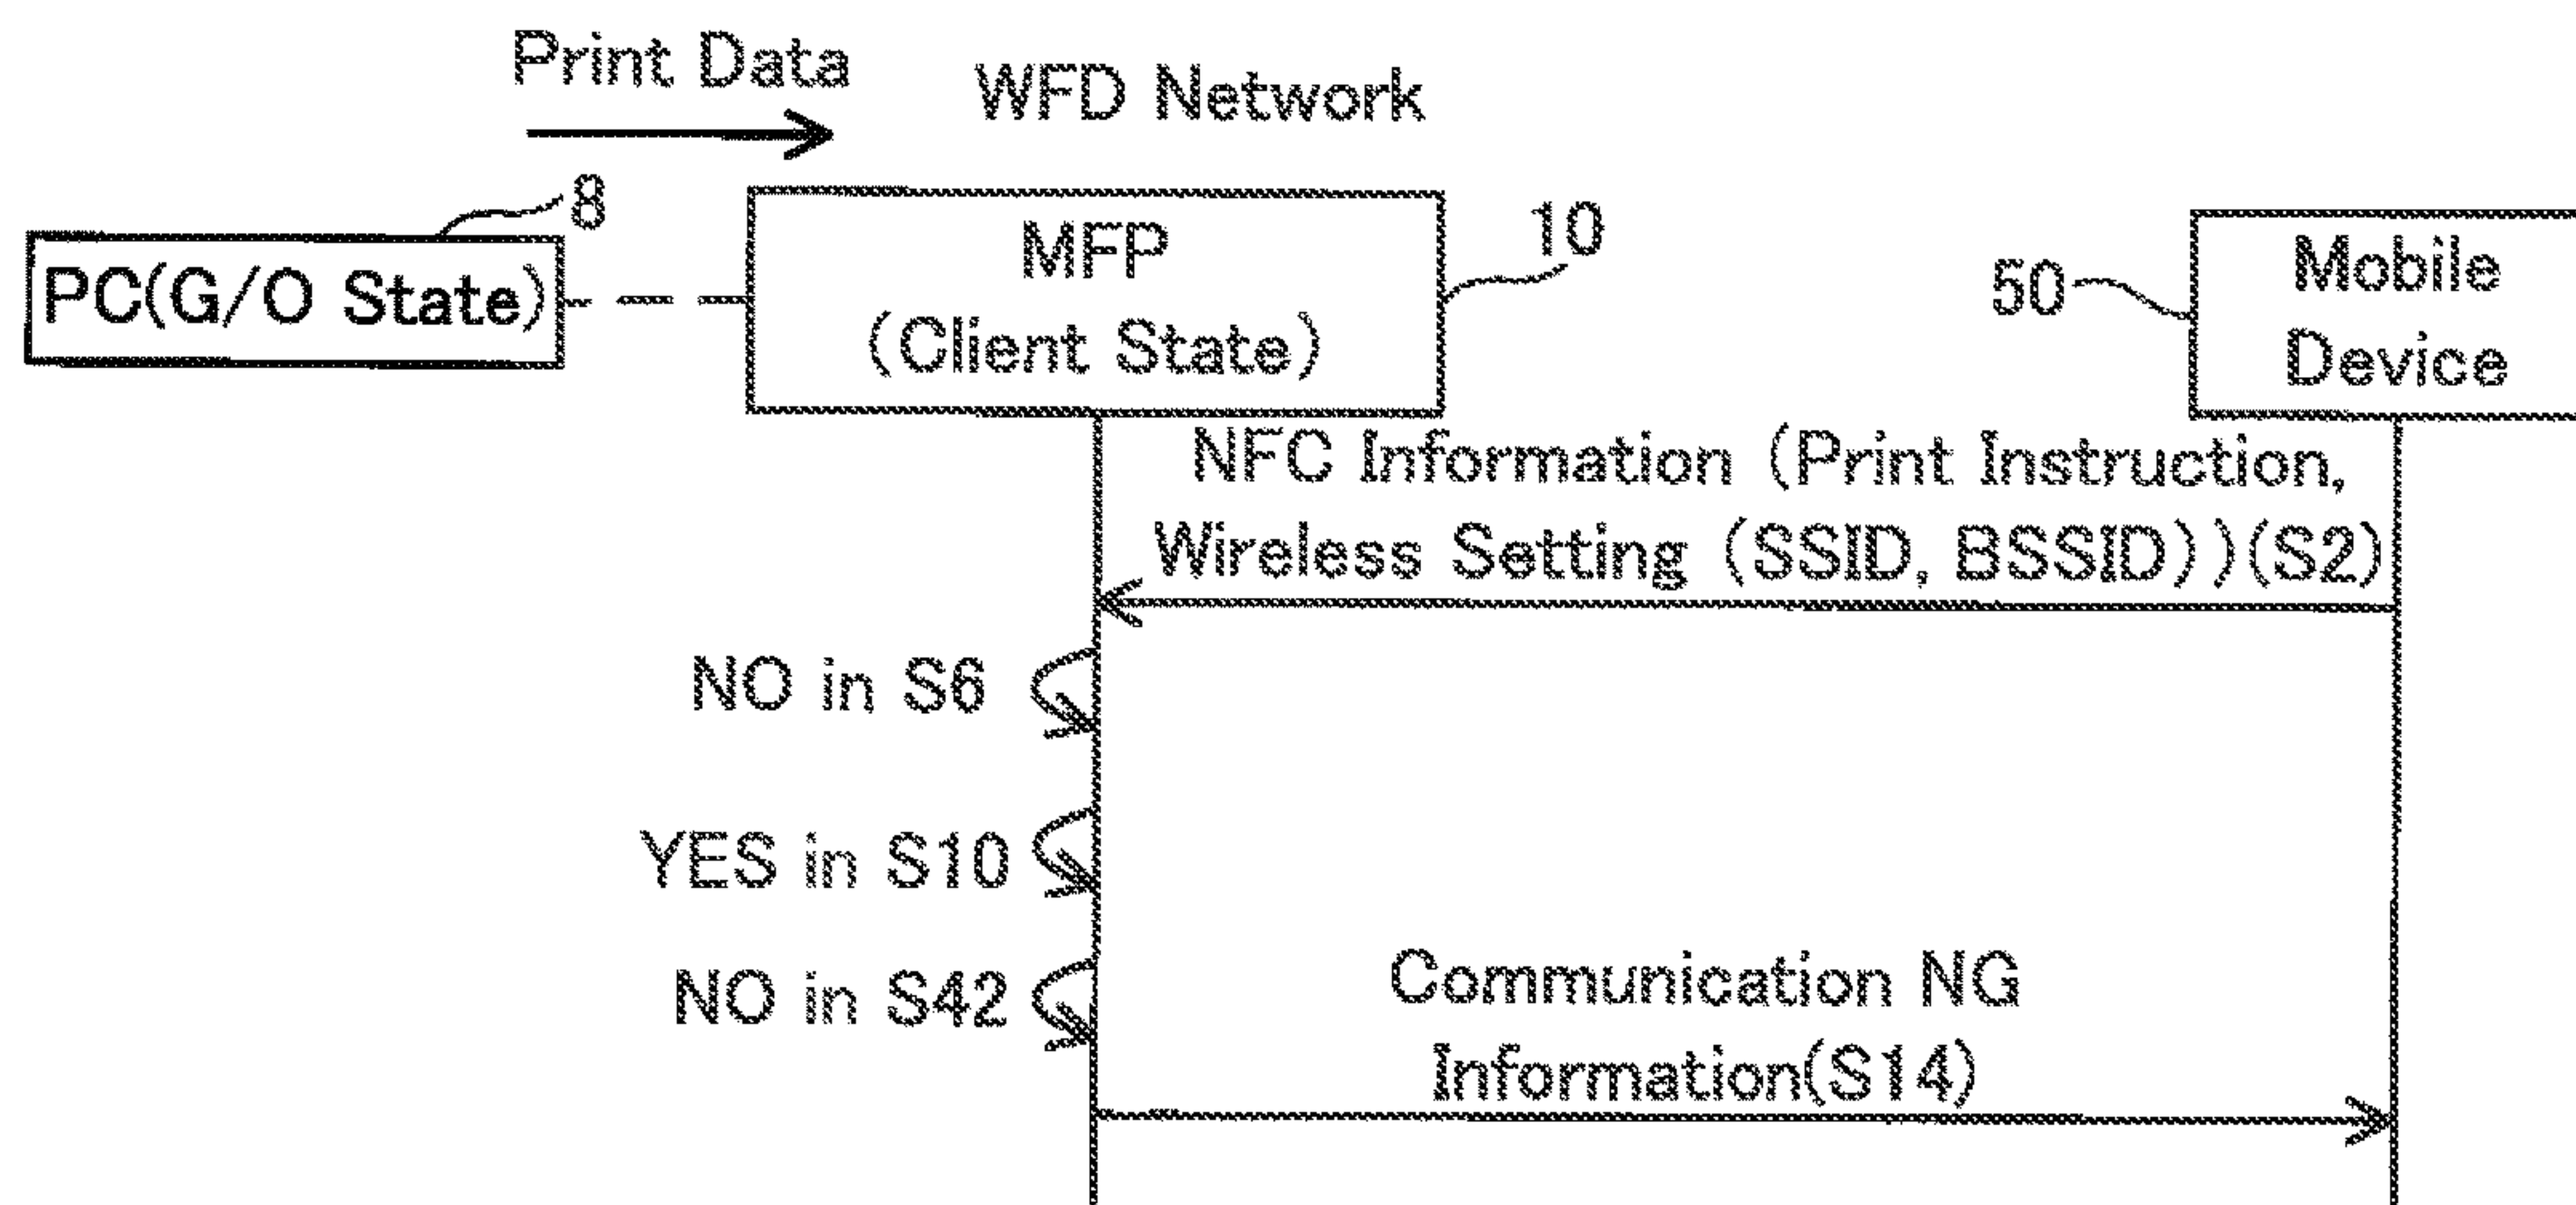 Print Data
WFD Network
8
PC(G/O State)
MFP
(Client State)
10
50
Mobile
Device
NFC Information (Print Instruction,
Wireless Setting (SSID, BSSID))(S2)
NO in S6
YES in S10
NO in S42
Communication NG
Information(S14)